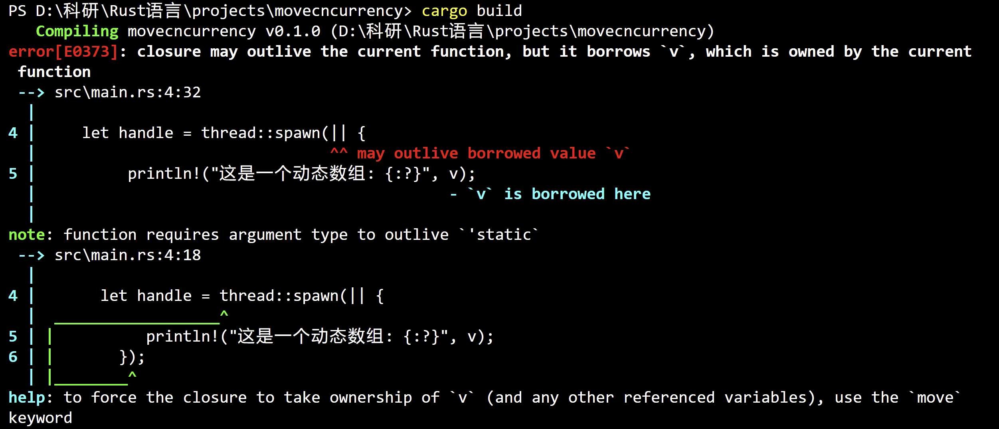 PS D:\科研\Rust语言\projects\movecncurrency> cargo build
   Compiling movecncurrency v0.1.0 (D:\科研\Rust语言\projects\movecncurrency)
error[E0373]: closure may outlive the current function, but it borrows `v`, which is owned by the current
 function
 --> src\main.rs:4:32
  |
4 |     let handle = thread::spawn(|| {
  |                                ^^ may outlive borrowed value `v`
5 |         println!("这是一个动态数组: {:?}", v);
  |                                            - `v` is borrowed here
  |
note: function requires argument type to outlive `'static`
 --> src\main.rs:4:18
  |
4 |       let handle = thread::spawn(|| {
  |  __________________^
5 | |         println!("这是一个动态数组: {:?}", v);
6 | |     });
  | |________^
help: to force the closure to take ownership of `v` (and any other referenced variables), use the `move`
keyword